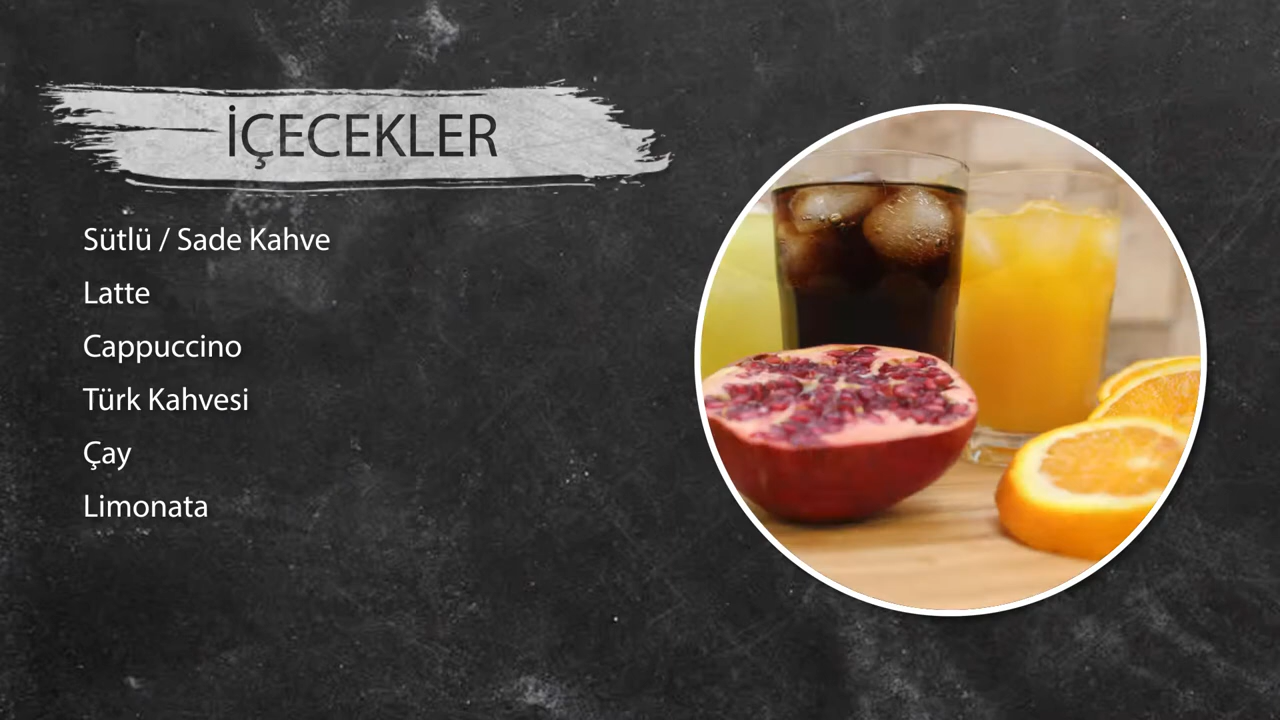 İÇECEKLER
Sütlü / Sade Kahve
Latte
Cappuccino
Türk Kahvesi
Çay
Limonata